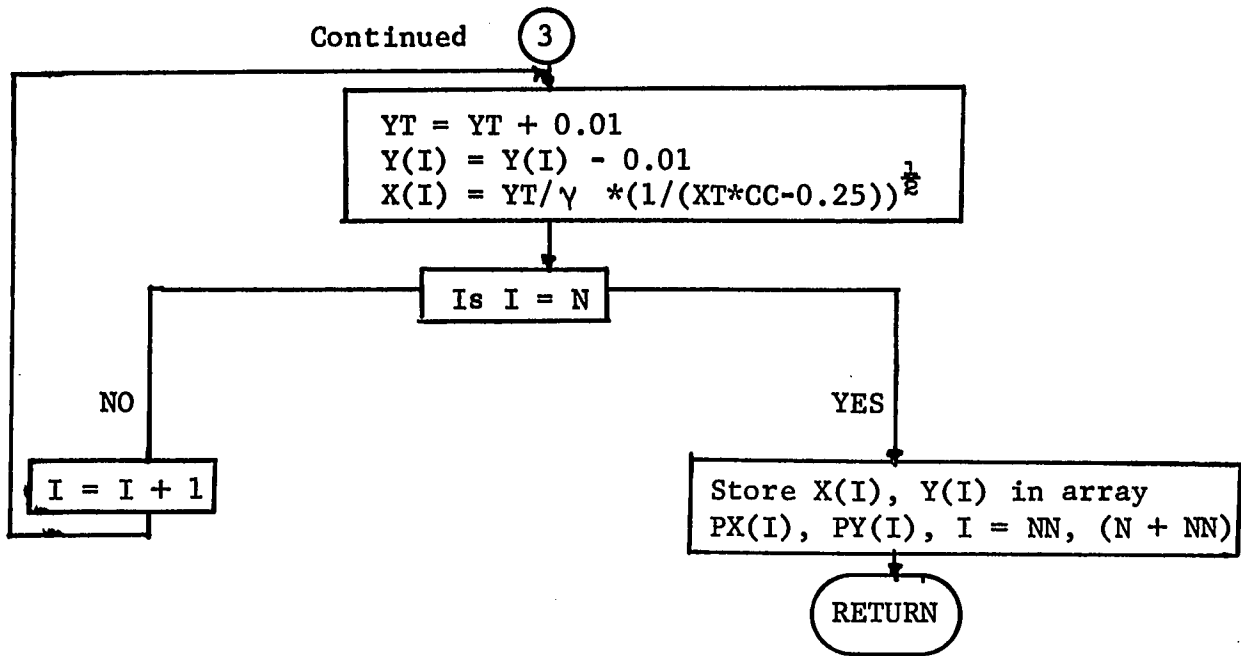 Continued 3
YT = YT + 0.01
Y(I) = Y(I) - 0.01
X(I) = YT/γ *(1/(XT*CC-0.25))^½
Is I = N
NO
YES
I = I + 1
Store X(I), Y(I) in array
PX(I), PY(I), I = NN, (N + NN)
RETURN